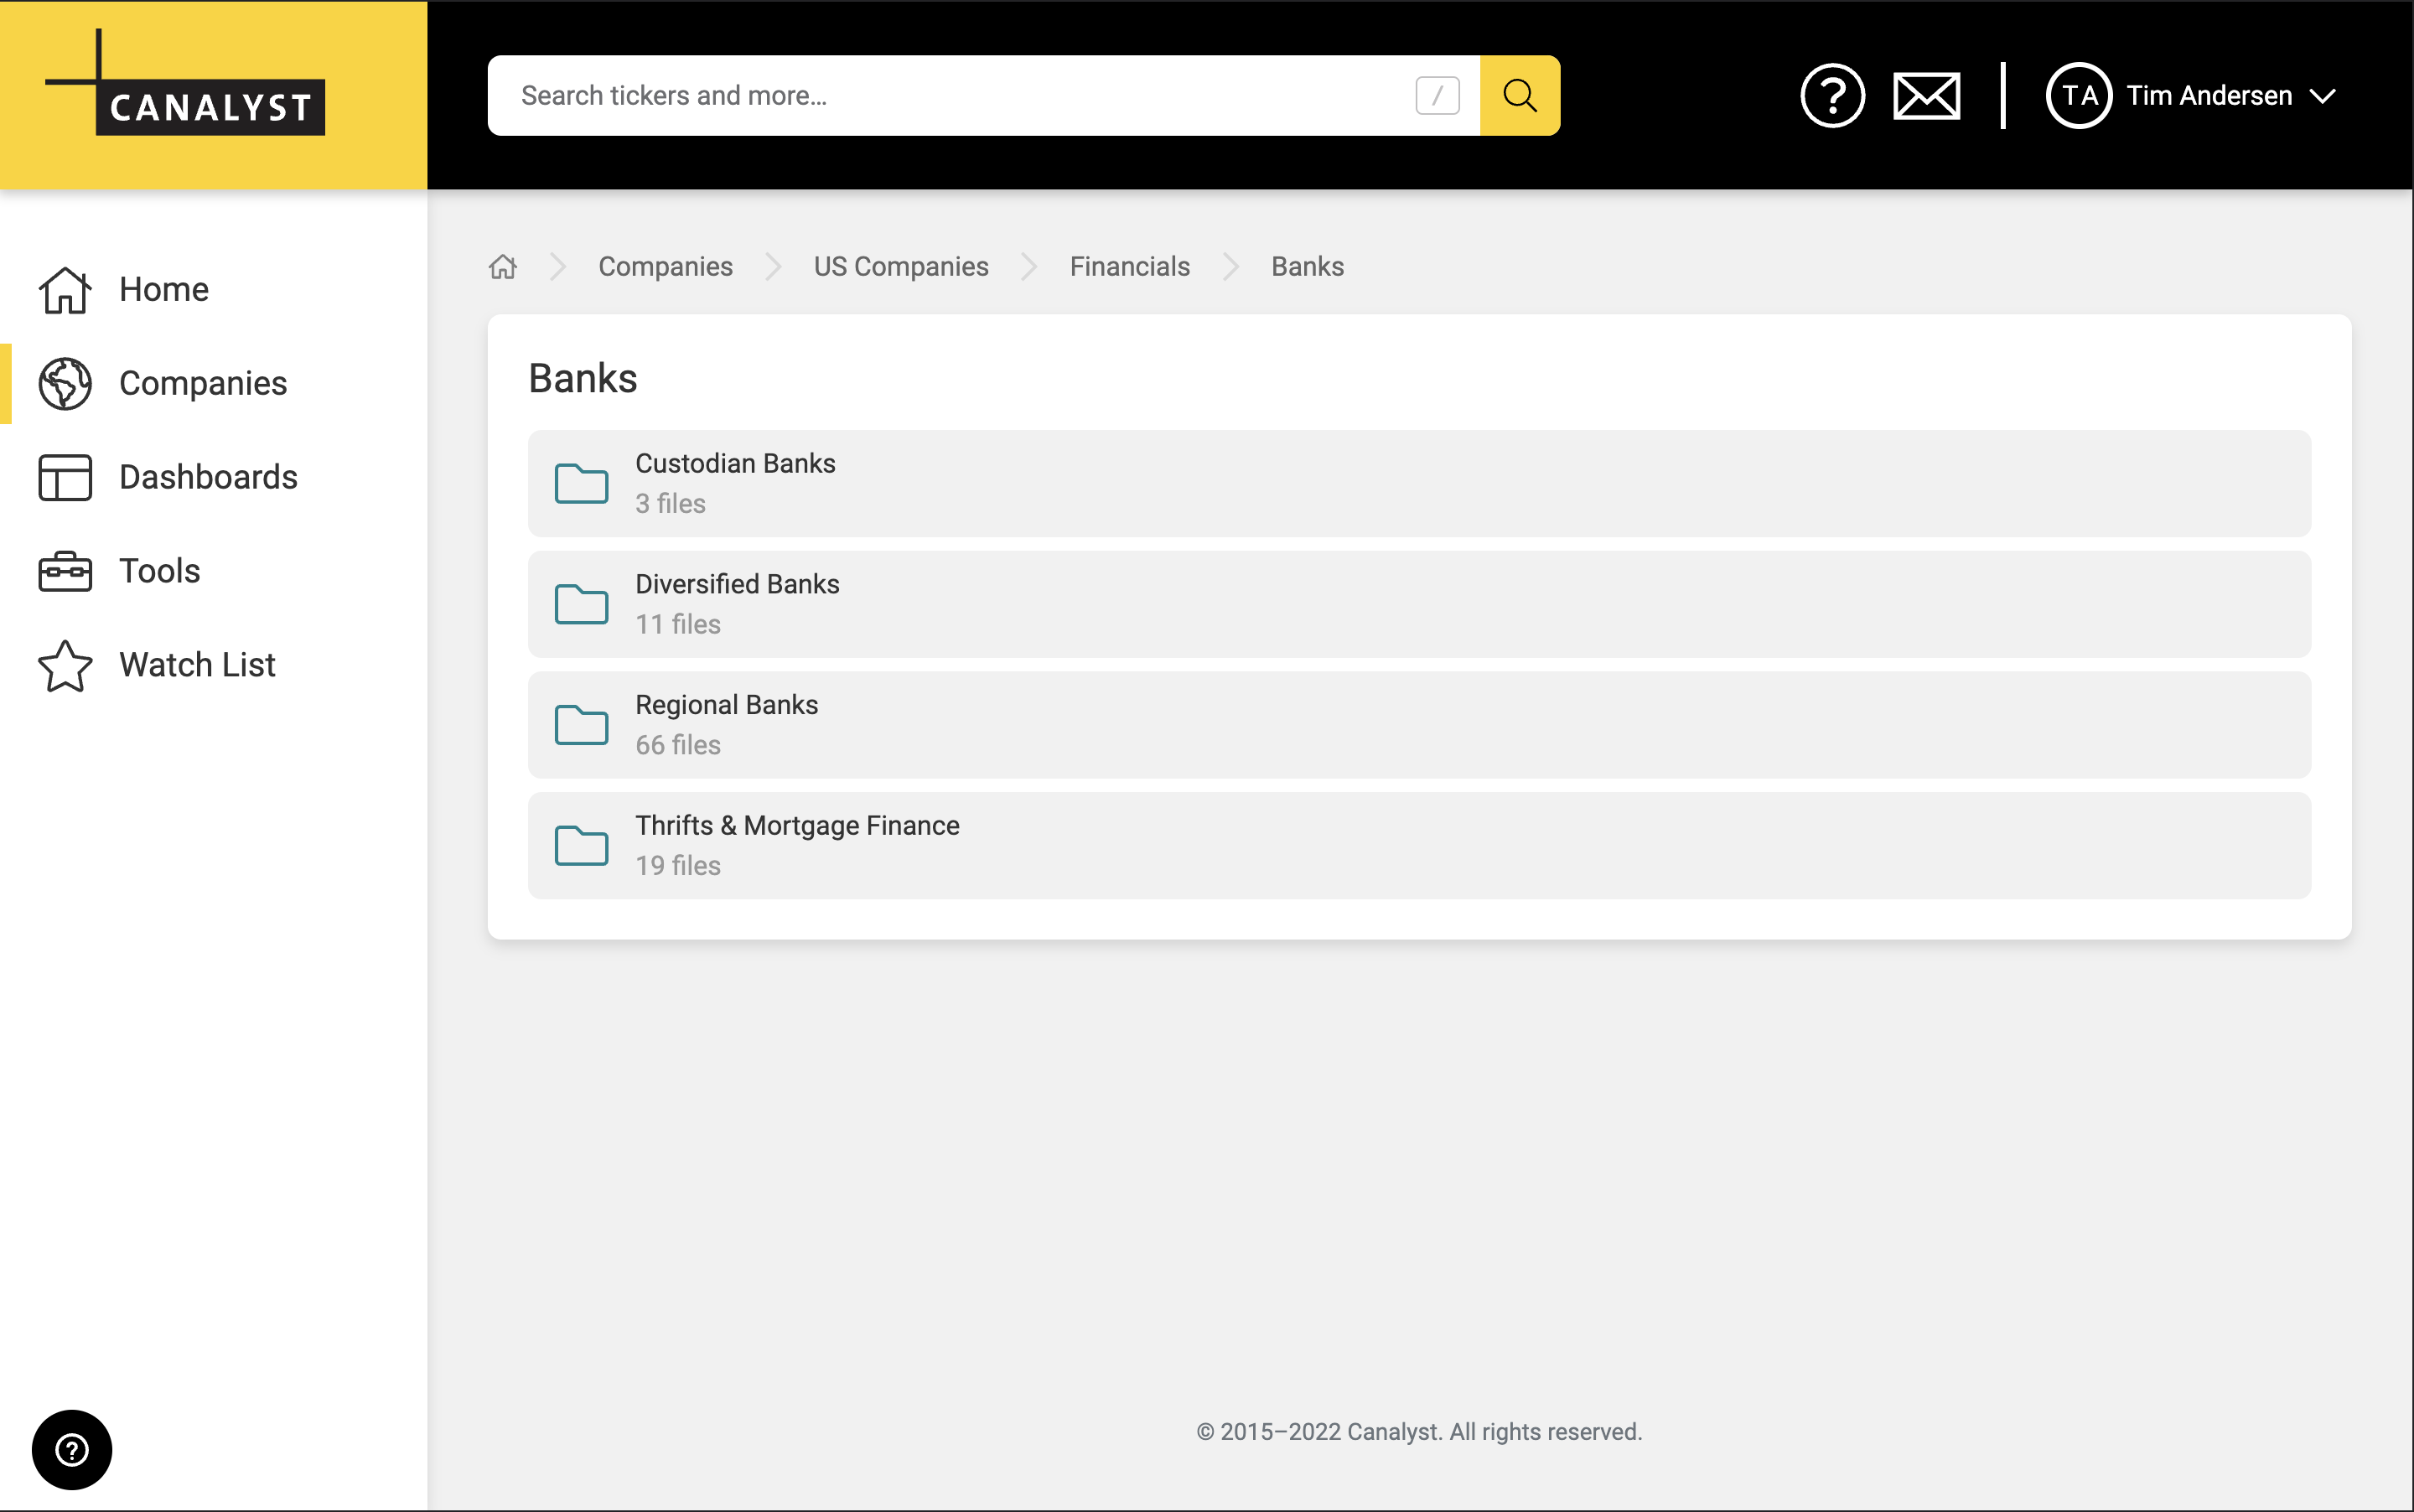 CANALYST
Search tickers and more...
/
?
TA
Tim Andersen
Home
Companies
Dashboards
Tools
Watch List
Companies
US Companies
Financials
Banks
Banks
Custodian Banks
3 files
Diversified Banks
11 files
Regional Banks
66 files
Thrifts & Mortgage Finance
19 files
?
© 2015–2022 Canalyst. All rights reserved.